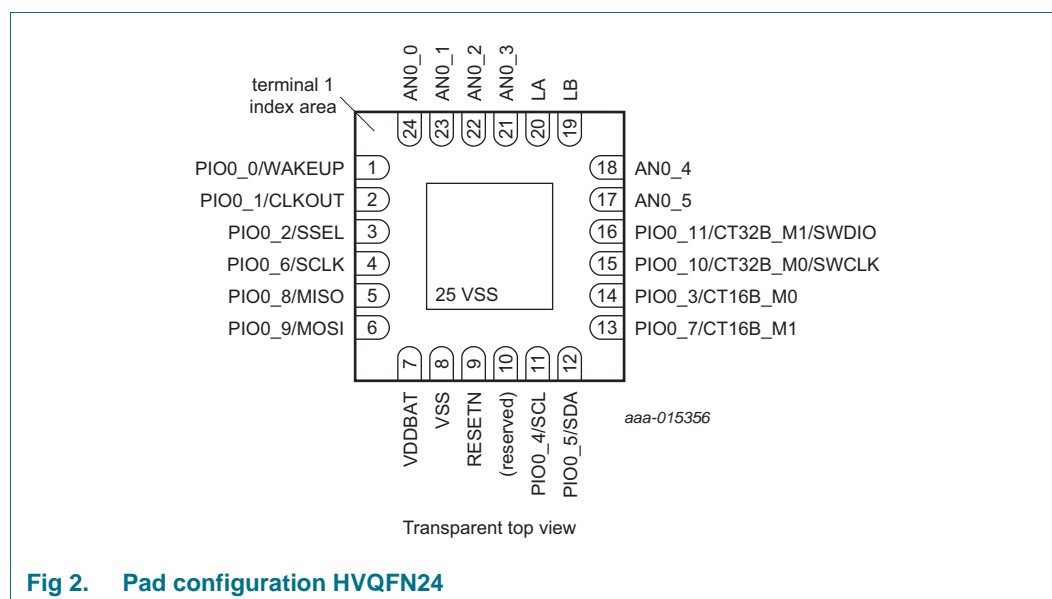 AN0_0
AN0_1
AN0_2
AN0_3
LA
LB
terminal 1
index area
24
23
22
21
20
19
PIO0_0/WAKEUP 1
18 AN0_4
PIO0_1/CLKOUT 2
17 AN0_5
PIO0_2/SSEL 3
16 PIO0_11/CT32B_M1/SWDIO
PIO0_6/SCLK 4
15 PIO0_10/CT32B_M0/SWCLK
PIO0_8/MISO 5
25 VSS
14 PIO0_3/CT16B_M0
PIO0_9/MOSI 6
13 PIO0_7/CT16B_M1
7
8
9
10
11
12
VDDBAT
VSS
RESETN
(reserved)
PIO0_4/SCL
PIO0_5/SDA
aaa-015356
Transparent top view
Fig 2. Pad configuration HVQFN24